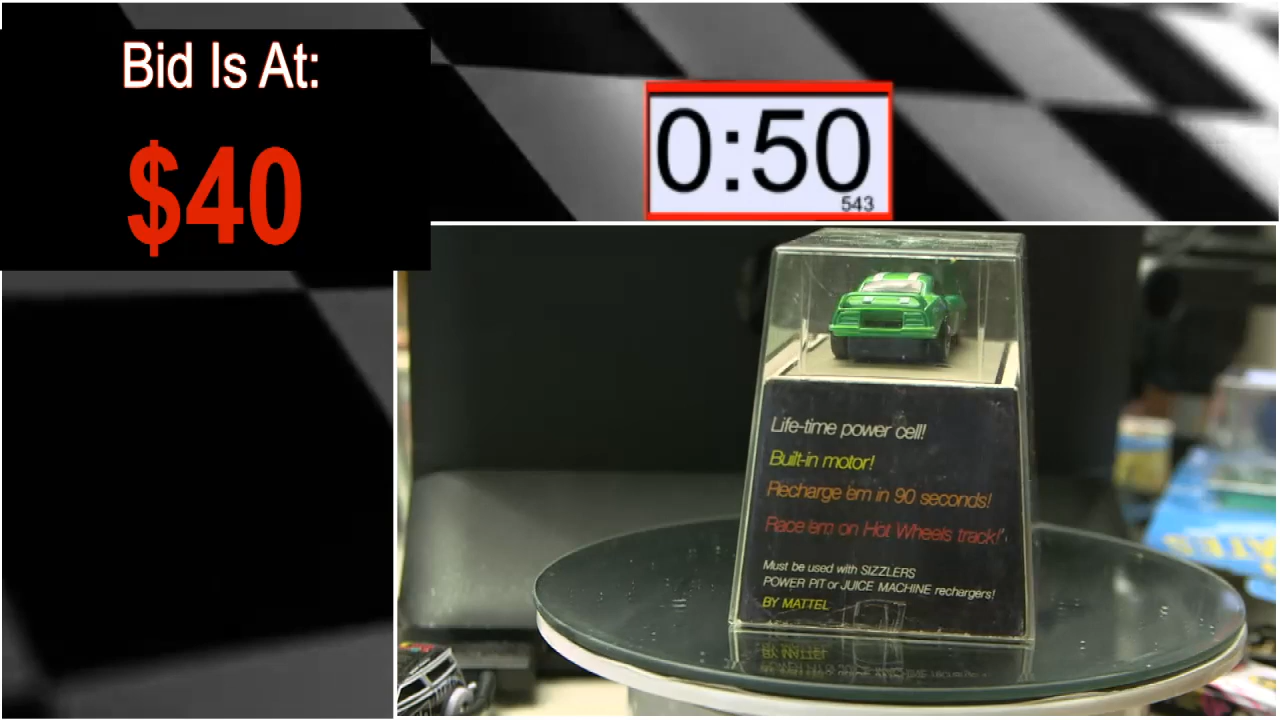 Bid Is At:
$40
0:50
543
Life-time power cell!
Built-in motor!
Recharge 'em in 90 seconds!
Race 'em on Hot Wheels track!
Must be used with SIZZLERS
POWER PIT or JUICE MACHINE rechargers!
BY MATTEL